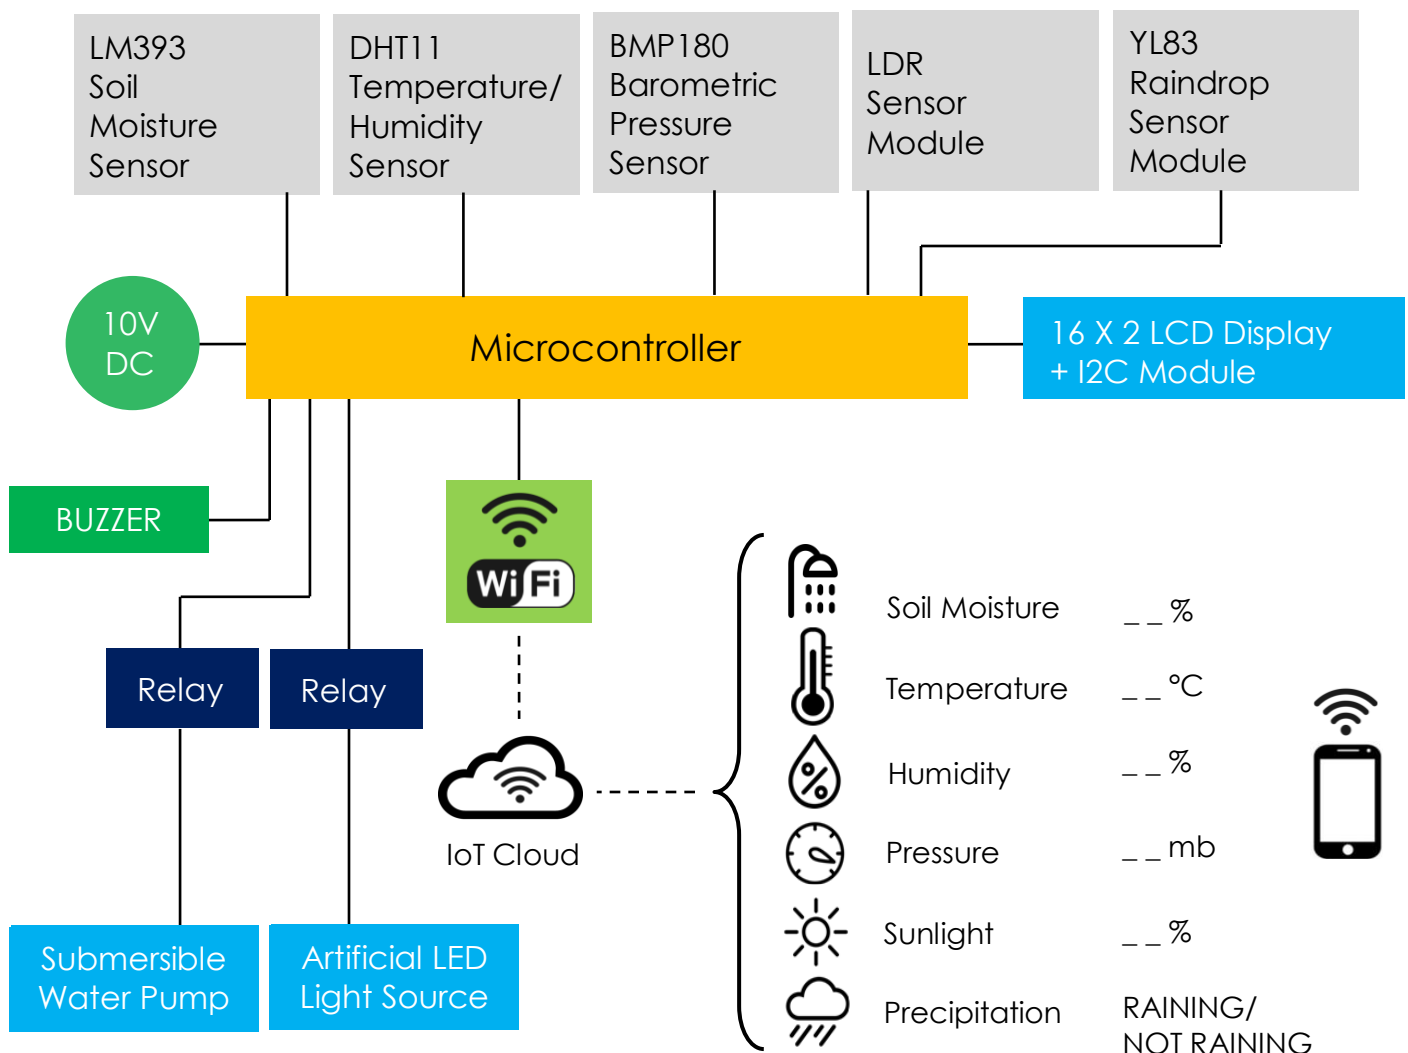 LM393
Soil
Moisture
Sensor
DHT11
Temperature/
Humidity
Sensor
BMP180
Barometric
Pressure
Sensor
LDR
Sensor
Module
YL83
Raindrop
Sensor
Module
10V
DC
Microcontroller
16 X 2 LCD Display
+ I2C Module
BUZZER
WiFi
Relay
Relay
IoT Cloud
Submersible
Water Pump
Artificial LED
Light Source
Soil Moisture _ _ %
Temperature _ _ °C
Humidity _ _ %
Pressure _ _ mb
Sunlight _ _ %
Precipitation RAINING/
NOT RAINING